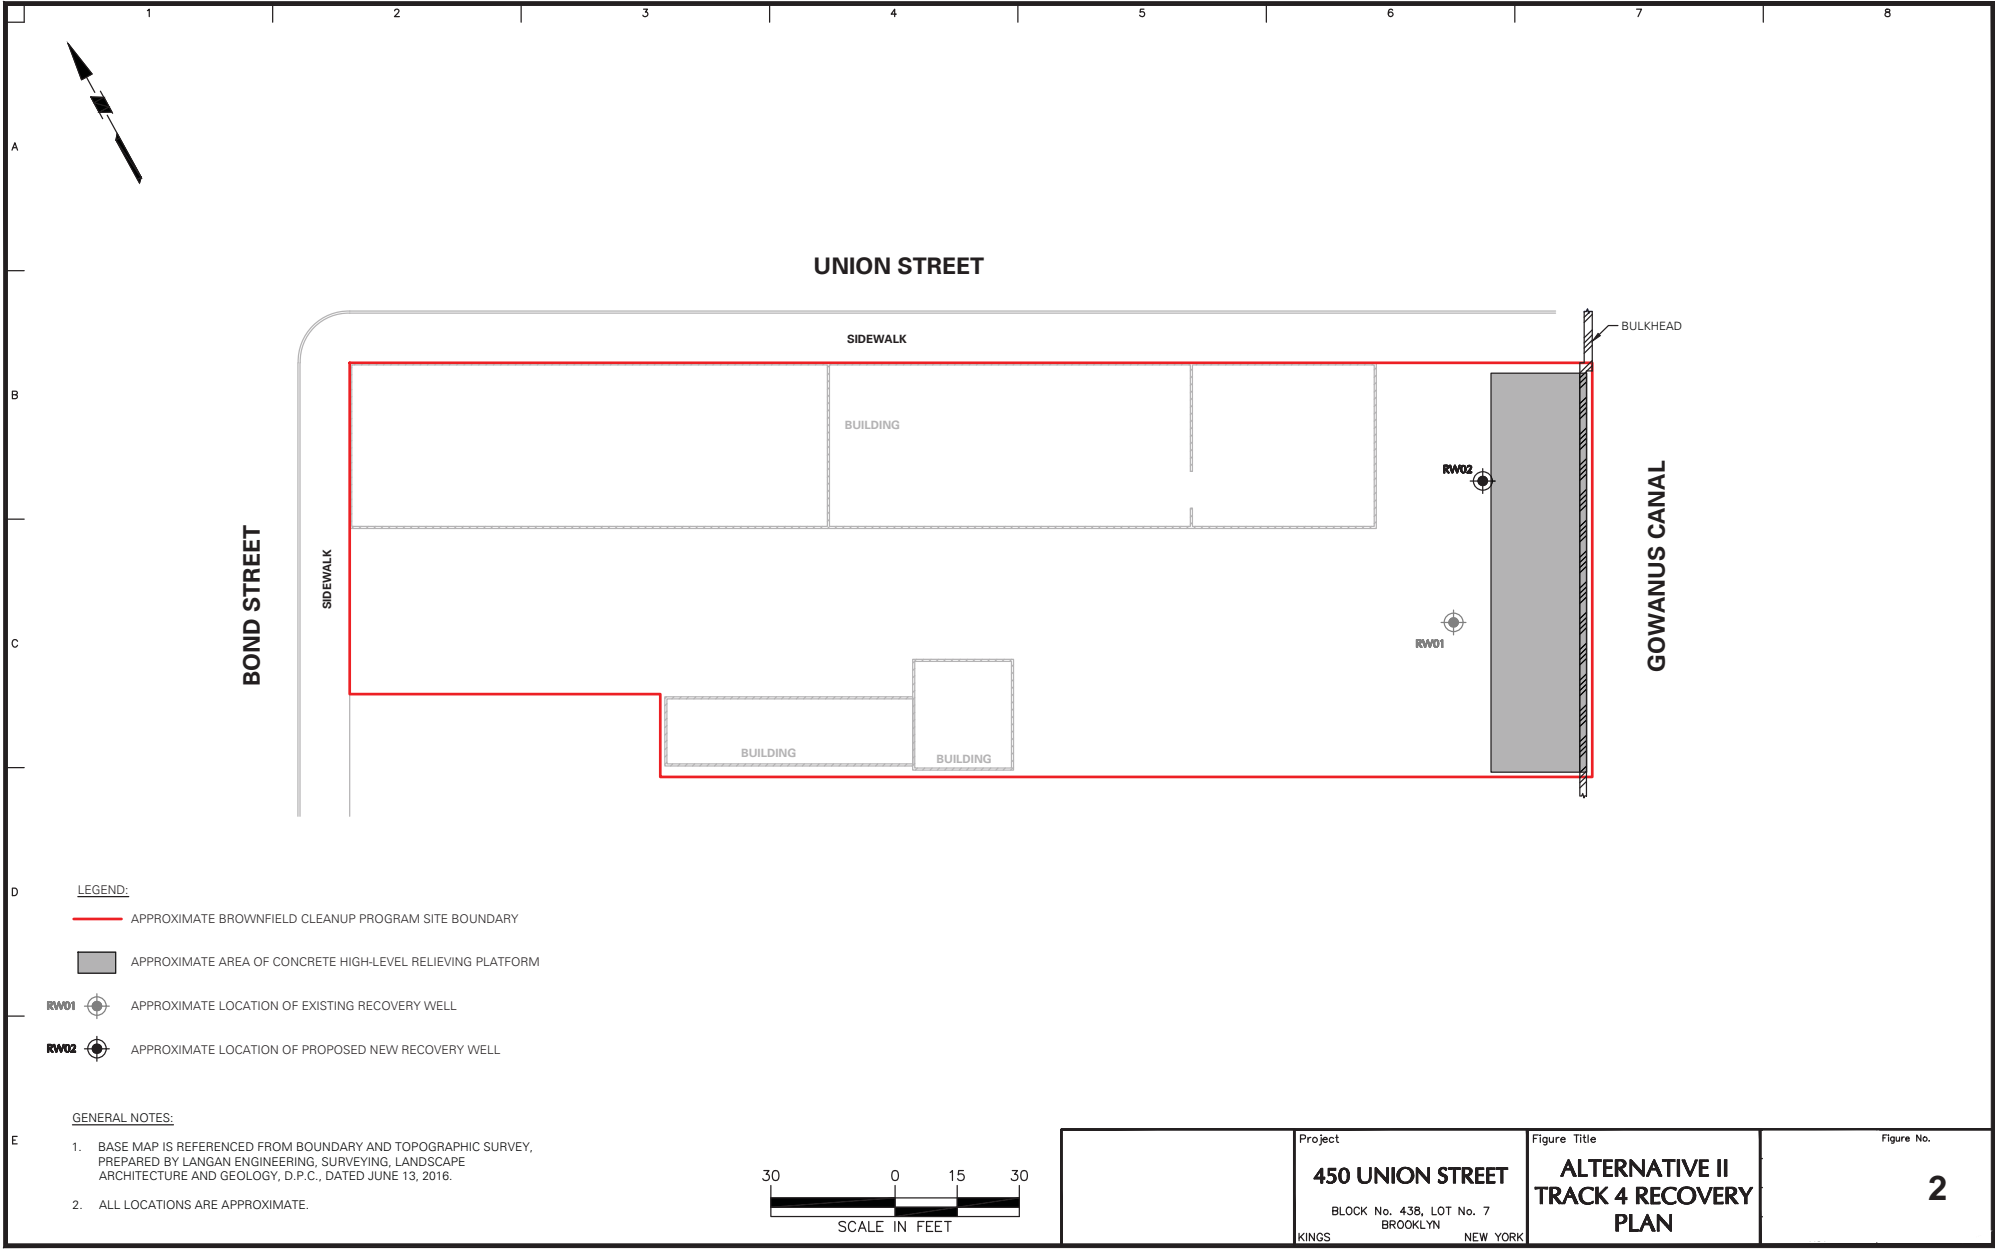 1 2 3 4 5 6 7 8
A
B
C
D
E
UNION STREET
SIDEWALK
BULKHEAD
BUILDING
RW02
BOND STREET
SIDEWALK
GOWANUS CANAL
RW01
BUILDING
BUILDING
LEGEND:
APPROXIMATE BROWNFIELD CLEANUP PROGRAM SITE BOUNDARY
APPROXIMATE AREA OF CONCRETE HIGH-LEVEL RELIEVING PLATFORM
RW01 APPROXIMATE LOCATION OF EXISTING RECOVERY WELL
RW02 APPROXIMATE LOCATION OF PROPOSED NEW RECOVERY WELL
GENERAL NOTES:
1. BASE MAP IS REFERENCED FROM BOUNDARY AND TOPOGRAPHIC SURVEY,
PREPARED BY LANGAN ENGINEERING, SURVEYING, LANDSCAPE
ARCHITECTURE AND GEOLOGY, D.P.C., DATED JUNE 13, 2016.
2. ALL LOCATIONS ARE APPROXIMATE.
30 0 15 30
SCALE IN FEET
Project
450 UNION STREET
BLOCK No. 438, LOT No. 7
BROOKLYN
KINGS NEW YORK
Figure Title
ALTERNATIVE II
TRACK 4 RECOVERY
PLAN
Figure No.
2